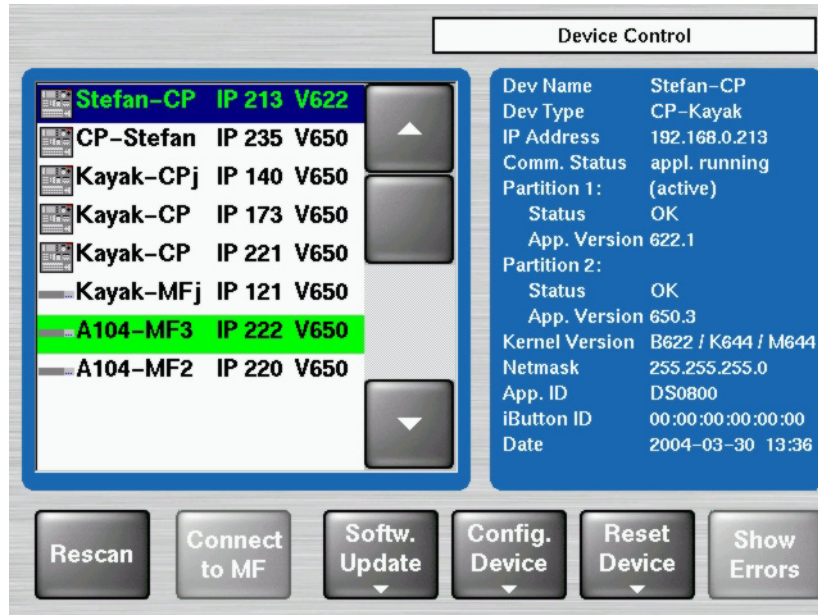 Device Control
Stefan-CP IP 213 V622
CP-Stefan IP 235 V650
Kayak-CPj IP 140 V650
Kayak-CP IP 173 V650
Kayak-CP IP 221 V650
Kayak-MFj IP 121 V650
A104-MF3 IP 222 V650
A104-MF2 IP 220 V650
Dev Name Stefan-CP
Dev Type CP-Kayak
IP Address 192.168.0.213
Comm. Status appl. running
Partition 1: (active)
Status OK
App. Version 622.1
Partition 2:
Status OK
App. Version 650.3
Kernel Version B622 / K644 / M644
Netmask 255.255.255.0
App. ID DS0800
iButton ID 00:00:00:00:00:00
Date 2004-03-30 13:36
Rescan
Connect
to MF
Softw.
Update
Config.
Device
Reset
Device
Show
Errors